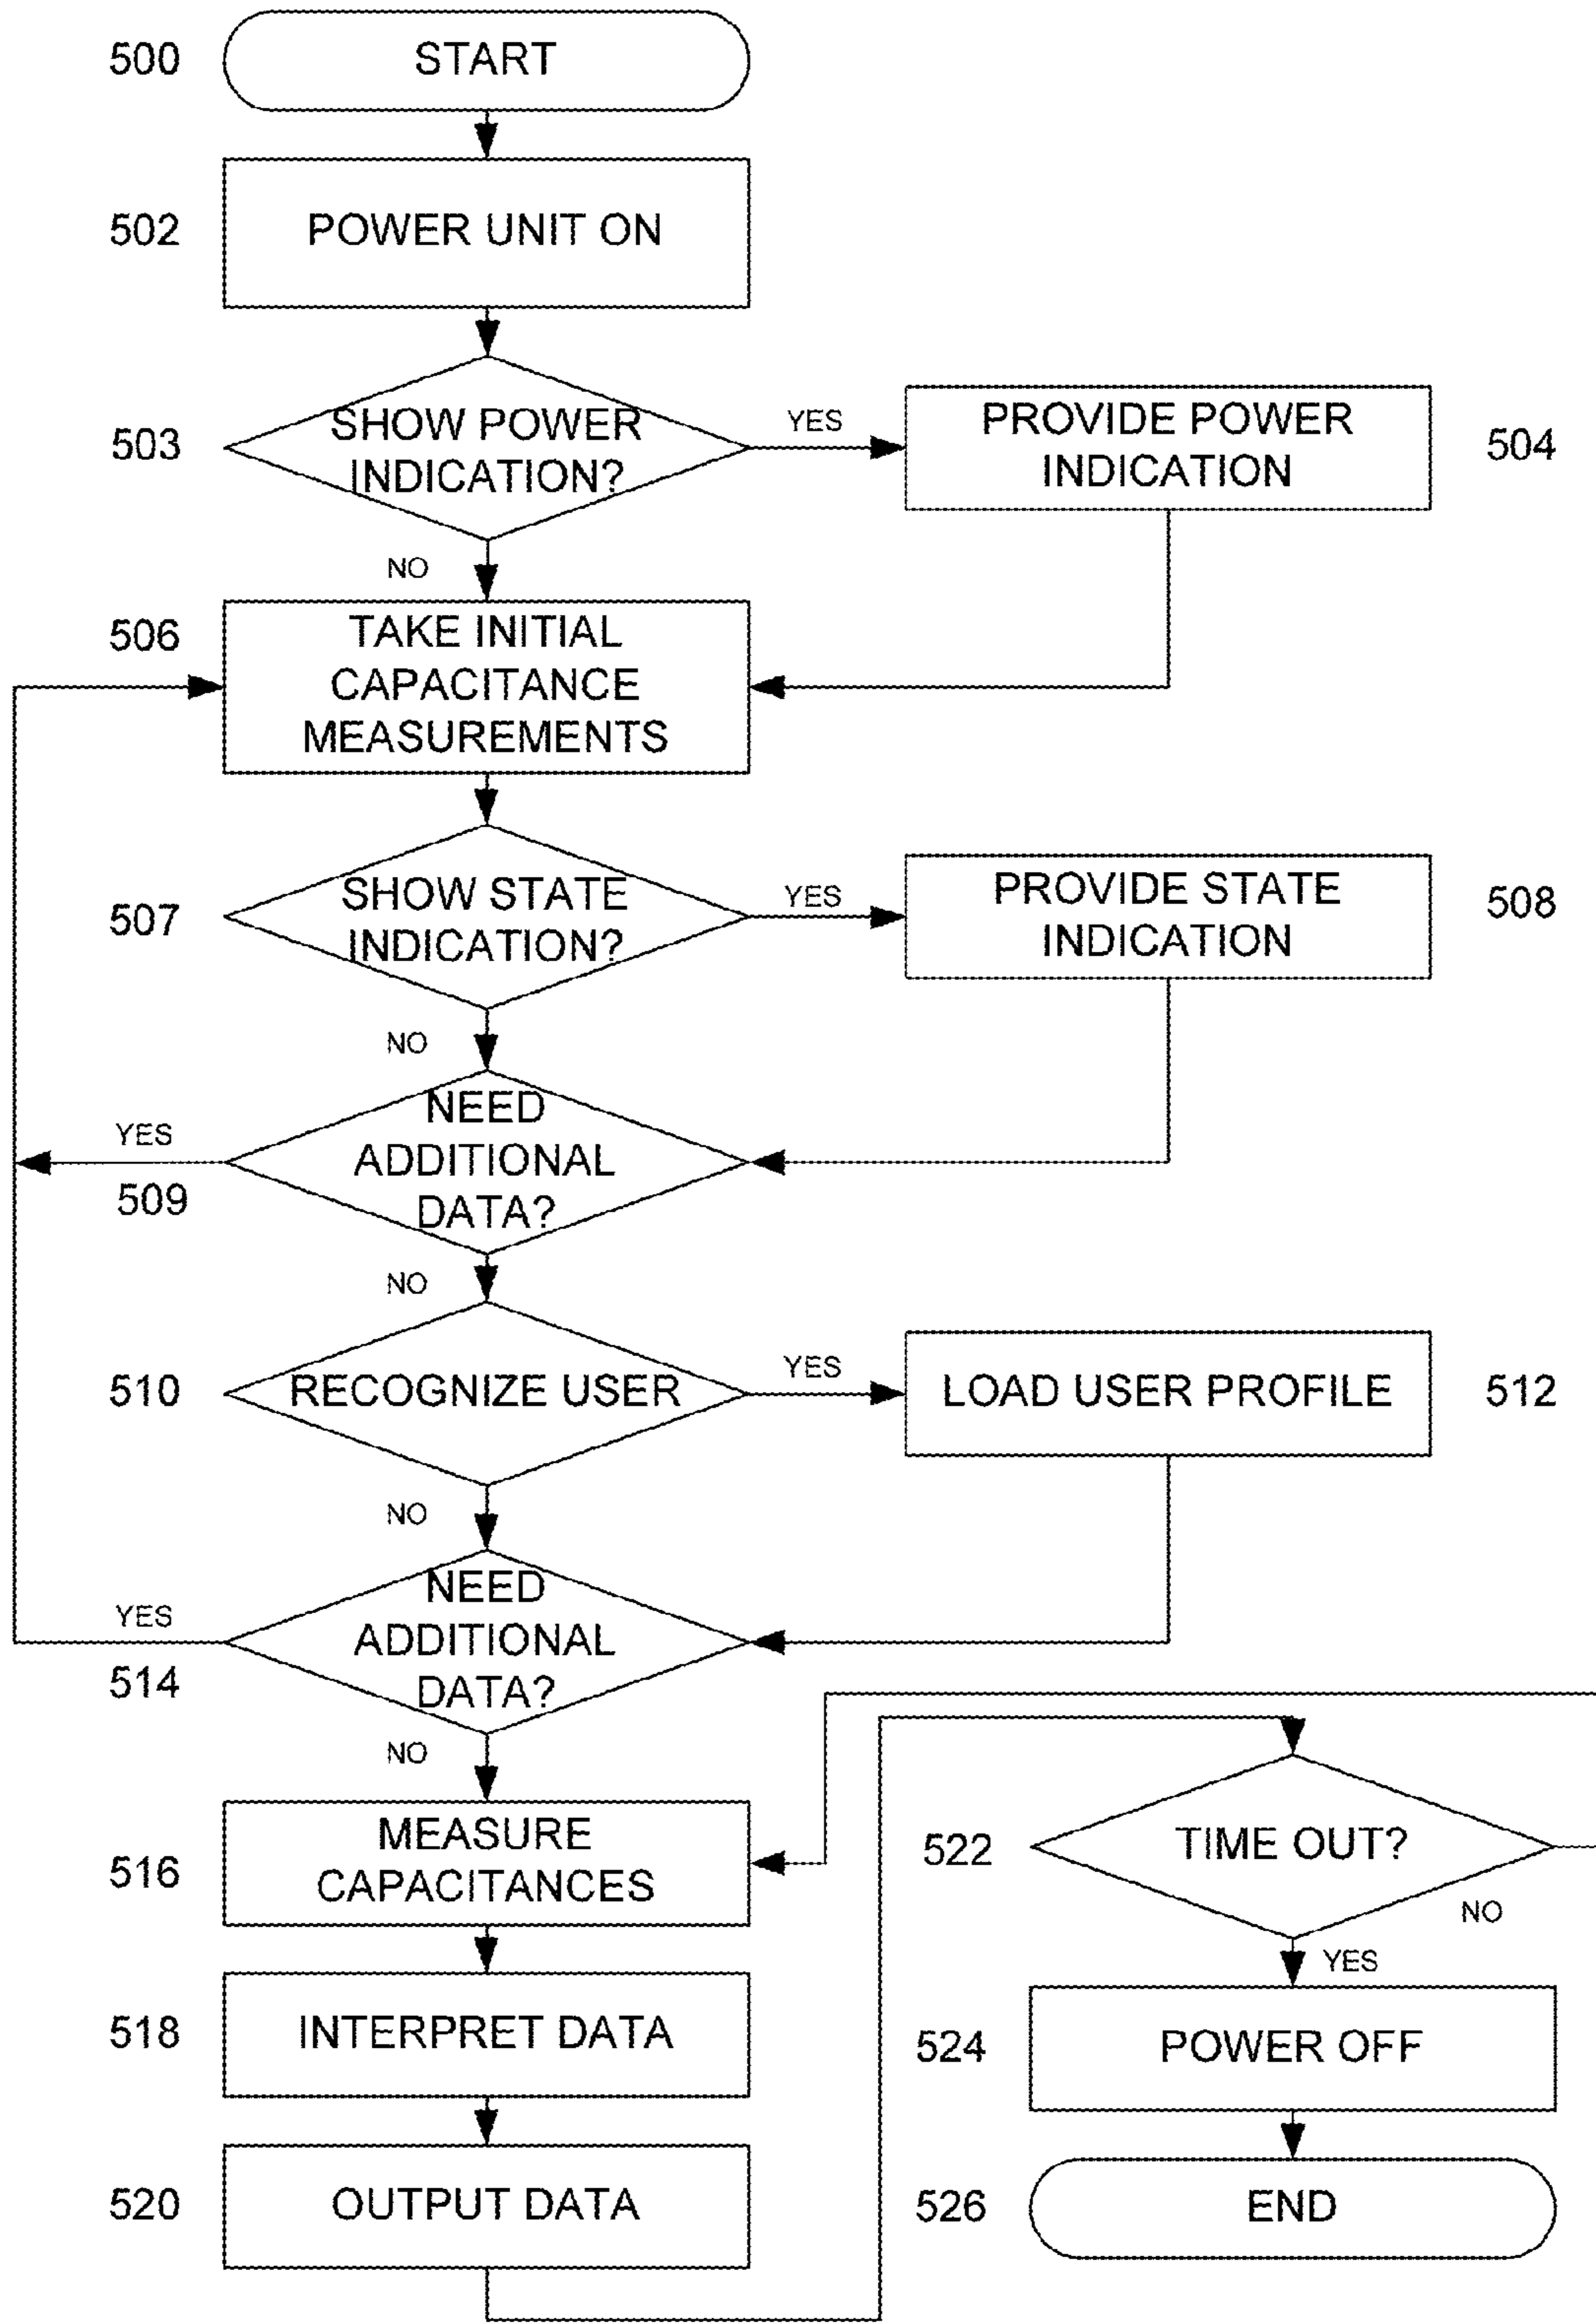 500
START
502
POWER UNIT ON
503
SHOW POWER
INDICATION?
YES
PROVIDE POWER
INDICATION
504
NO
506
TAKE INITIAL
CAPACITANCE
MEASUREMENTS
507
SHOW STATE
INDICATION?
YES
PROVIDE STATE
INDICATION
508
NO
YES
509
NEED
ADDITIONAL
DATA?
NO
510
RECOGNIZE USER
YES
LOAD USER PROFILE
512
NO
YES
514
NEED
ADDITIONAL
DATA?
NO
516
MEASURE
CAPACITANCES
518
INTERPRET DATA
520
OUTPUT DATA
522
TIME OUT?
NO
YES
524
POWER OFF
526
END